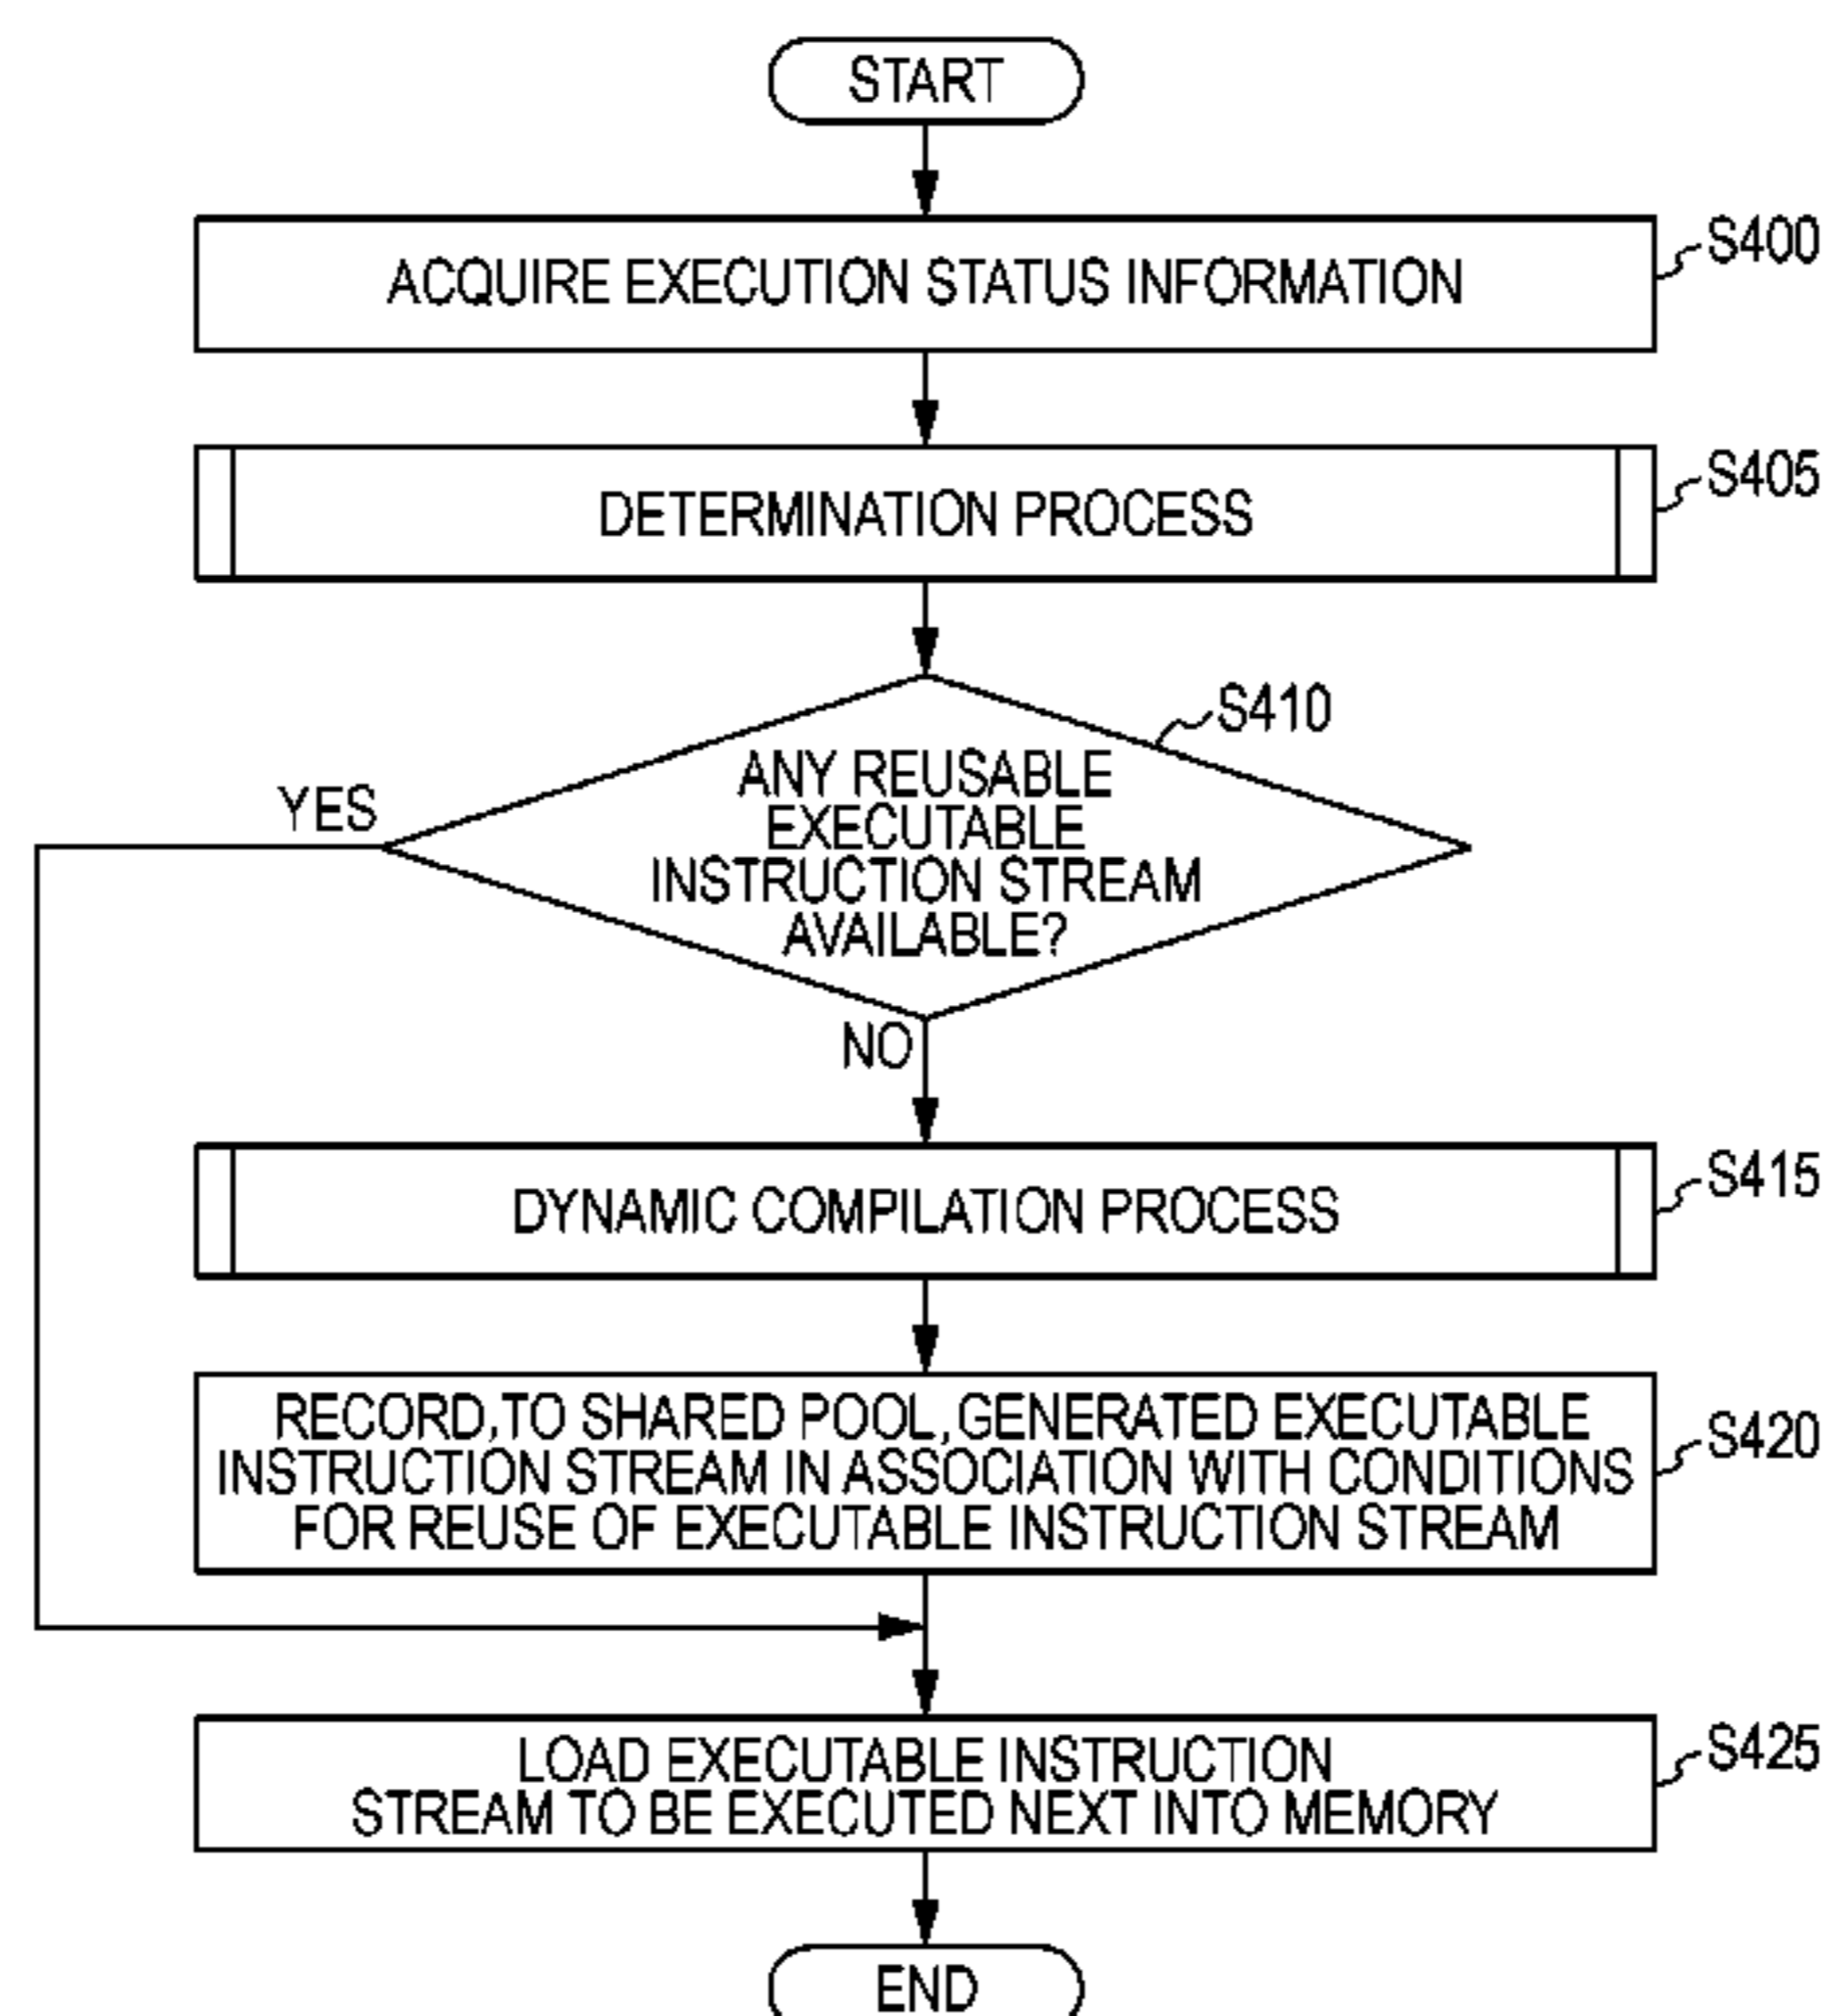 START
ACQUIRE EXECUTION STATUS INFORMATION
S400
DETERMINATION PROCESS
S405
S410
ANY REUSABLE
EXECUTABLE
INSTRUCTION STREAM
AVAILABLE?
YES
NO
DYNAMIC COMPILATION PROCESS
S415
RECORD, TO SHARED POOL, GENERATED EXECUTABLE
INSTRUCTION STREAM IN ASSOCIATION WITH CONDITIONS
FOR REUSE OF EXECUTABLE INSTRUCTION STREAM
S420
LOAD EXECUTABLE INSTRUCTION
STREAM TO BE EXECUTED NEXT INTO MEMORY
S425
END